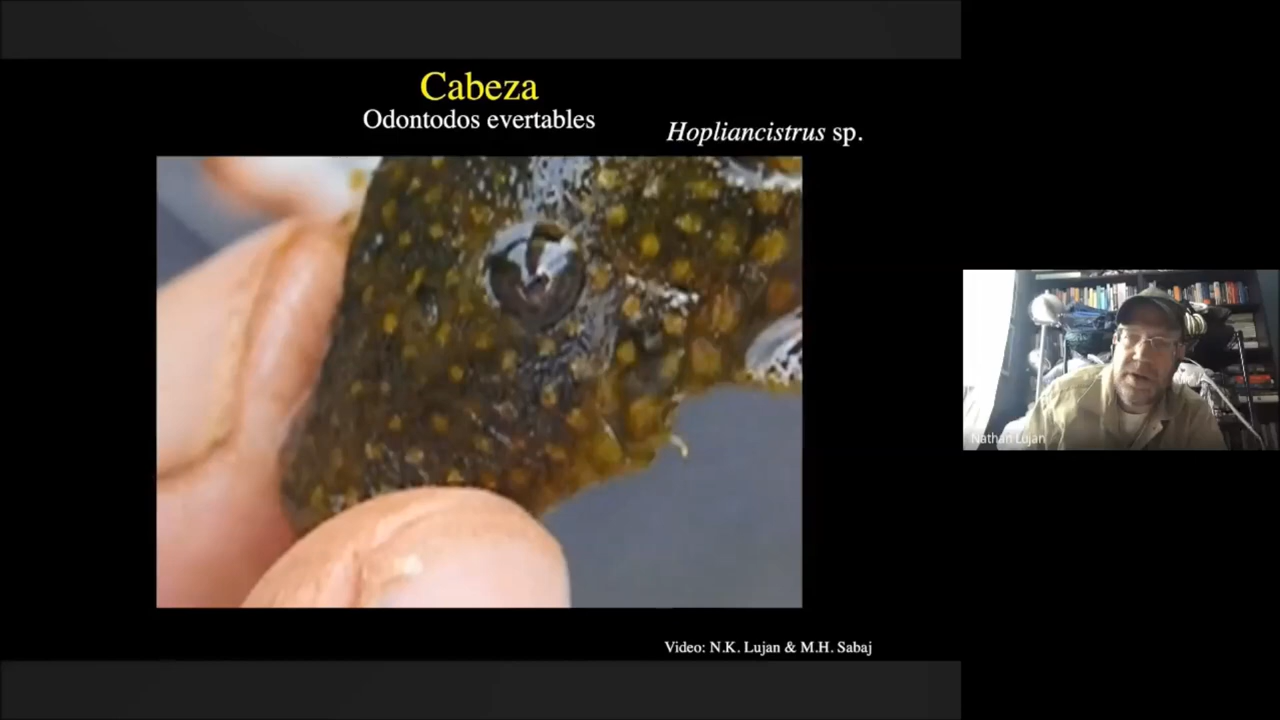 Cabeza
Odontodos evertables
Hopliancistrus sp.
Nathan Lujan
Video: N.K. Lujan & M.H. Sabaj